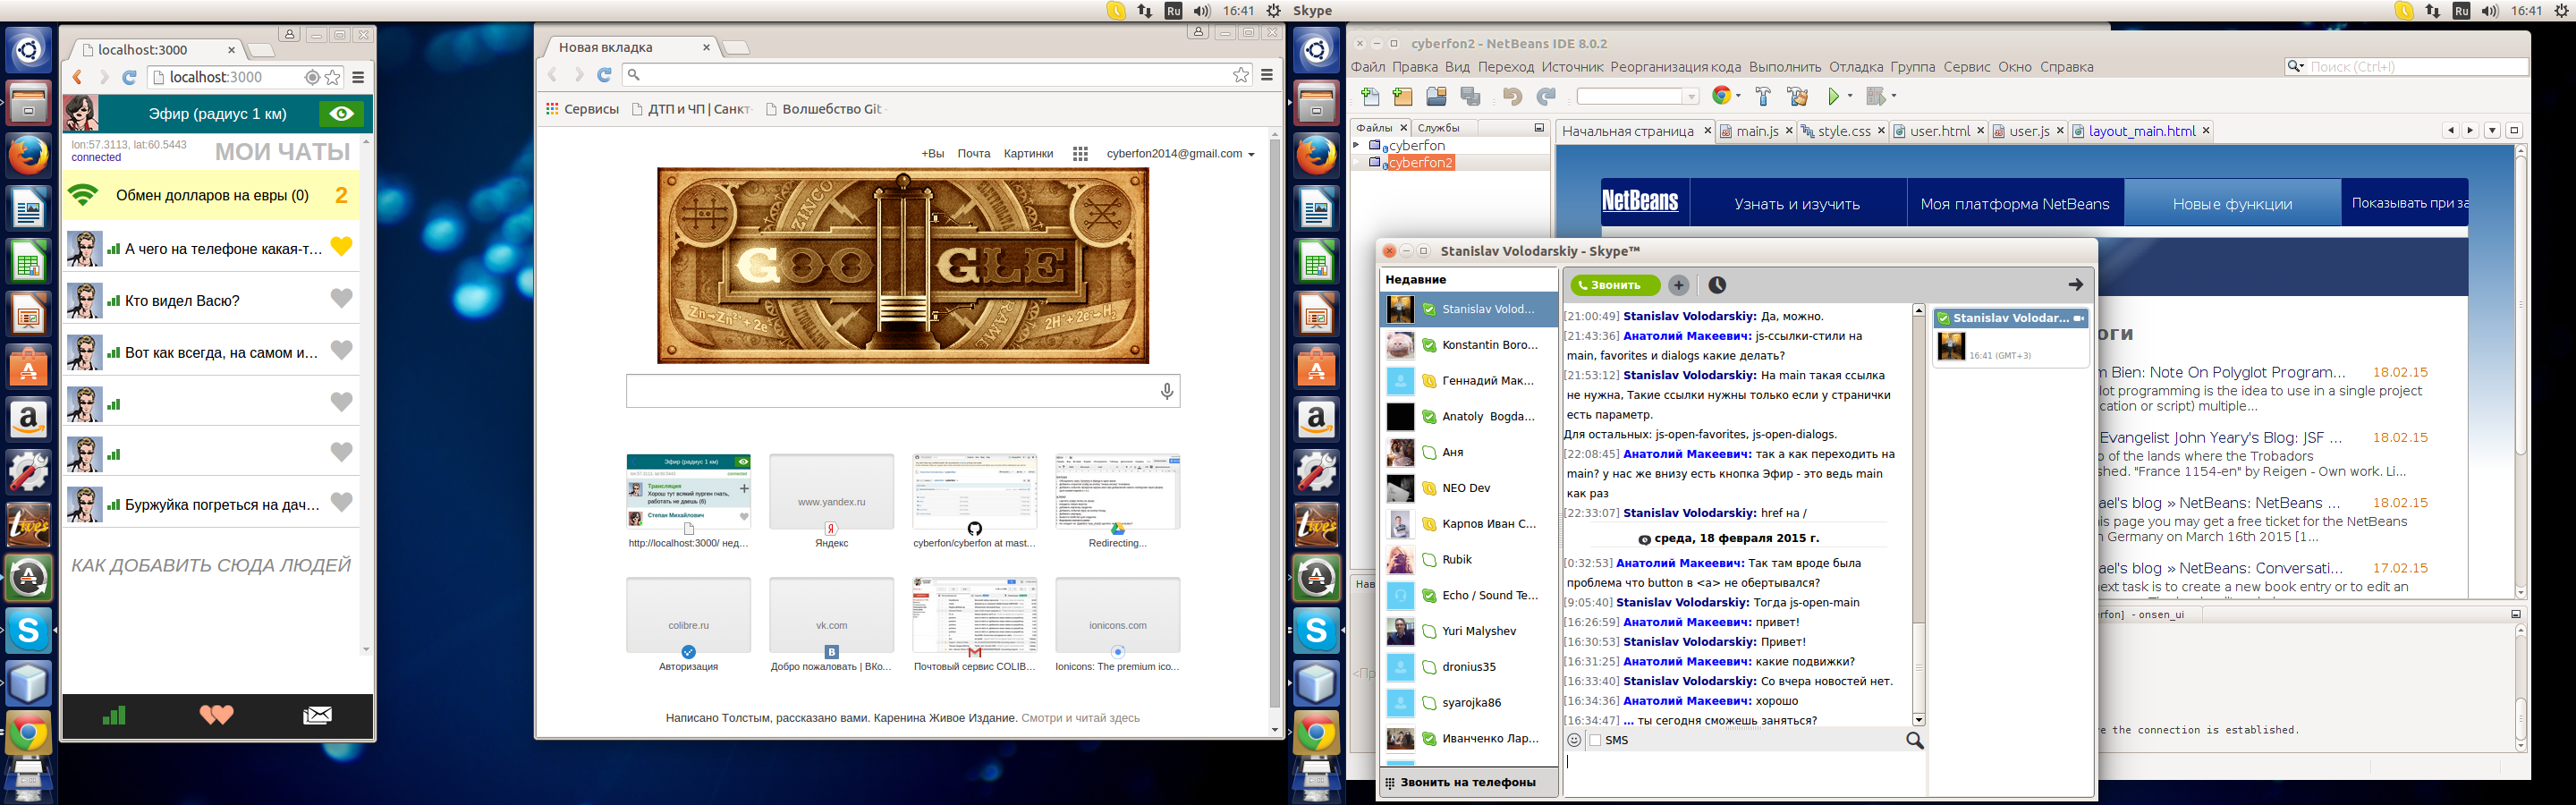 Ru
16:41
Skype
Ru
16:41
localhost:3000
localhost:3000
Эфир (радиус 1 км)
lon:57.3113, lat:60.5443
connected
МОИ ЧАТЫ
Обмен долларов на евры (0)
2
А чего на телефоне какая-т...
Кто видел Васю?
Вот как всегда, на самом и...
Буржуйка погреться на дач...
КАК ДОБАВИТЬ СЮДА ЛЮДЕЙ
Новая вкладка
Сервисы
ДТП и ЧП | Санкт
Волшебство Git
+Вы
Почта
Картинки
cyberfon2014@gmail.com
ZINC
GOOGLE
Zn→Zn²⁺+2e⁻
2H⁺+2e⁻→H₂
Эфир (радиус 1 км)
Трансляция
Степан Михайлович
http://localhost:3000/ нед...
www.yandex.ru
Яндекс
cyberfon/cyberfon at mast...
Redirecting...
colibre.ru
Авторизация
vk.com
Добро пожаловать | ВКо...
Почтовый сервис COLIB...
ionicons.com
Ionicons: The premium ico...
Написано Толстым, рассказано вами. Каренина Живое Издание. Смотри и читай здесь
cyberfon2 - NetBeans IDE 8.0.2
Файл Правка Вид Переход Источник Реорганизация кода Выполнить Отладка Группа Сервис Окно Справка
Поиск (Ctrl+I)
Файлы
Службы
cyberfon
cyberfon2
Начальная страница
main.js
style.css
user.html
user.js
layout_main.html
NetBeans
Узнать и изучить
Моя платформа NetBeans
Новые функции
Показывать при за
оги
n Bien: Note On Polyglot Program...
18.02.15
lot programming is the idea to use in a single project
cation or script) multiple...
Evangelist John Yeary's Blog: JSF ...
18.02.15
o of the lands where the Trobadors
shed. "France 1154-en" by Reigen - Own work. Li...
ael's blog » NetBeans: NetBeans ...
18.02.15
his page you may get a free ticket for the NetBeans
n Germany on March 16th 2015 [1...
ael's blog » NetBeans: Conversati...
17.02.15
next task is to create a new book entry or to edit an
Нав
<Пр
rfon] - onsen_ui
e the connection is established.
Stanislav Volodarskiy - Skype™
Недавние
Stanislav Volod...
Konstantin Boro...
Геннадий Мак...
Anatoly Bogda...
Аня
NEO Dev
Карпов Иван С...
Rubik
Echo / Sound Te...
Yuri Malyshev
dronius35
syarojka86
Иванченко Лар...
Звонить на телефоны
Звонить
[21:00:49] Stanislav Volodarskiy: Да, можно.
[21:43:36] Анатолий Макеевич: js-ссылки-стили на
main, favorites и dialogs какие делать?
[21:53:12] Stanislav Volodarskiy: На main такая ссылка
не нужна, Такие ссылки нужны только если у странички
есть параметр.
Для остальных: js-open-favorites, js-open-dialogs.
[22:08:45] Анатолий Макеевич: так а как переходить на
main? у нас же внизу есть кнопка Эфир - это ведь main
как раз
[22:33:07] Stanislav Volodarskiy: href на /
среда, 18 февраля 2015 г.
[0:32:53] Анатолий Макеевич: Так там вроде была
проблема что button в <a> не обертывался?
[9:05:40] Stanislav Volodarskiy: Тогда js-open-main
[16:26:59] Анатолий Макеевич: привет!
[16:30:53] Stanislav Volodarskiy: Привет!
[16:31:25] Анатолий Макеевич: какие подвижки?
[16:33:40] Stanislav Volodarskiy: Со вчера новостей нет.
[16:34:36] Анатолий Макеевич: хорошо
[16:34:47] ... ты сегодня сможешь заняться?
SMS
Stanislav Volodar...
16:41 (GMT+3)